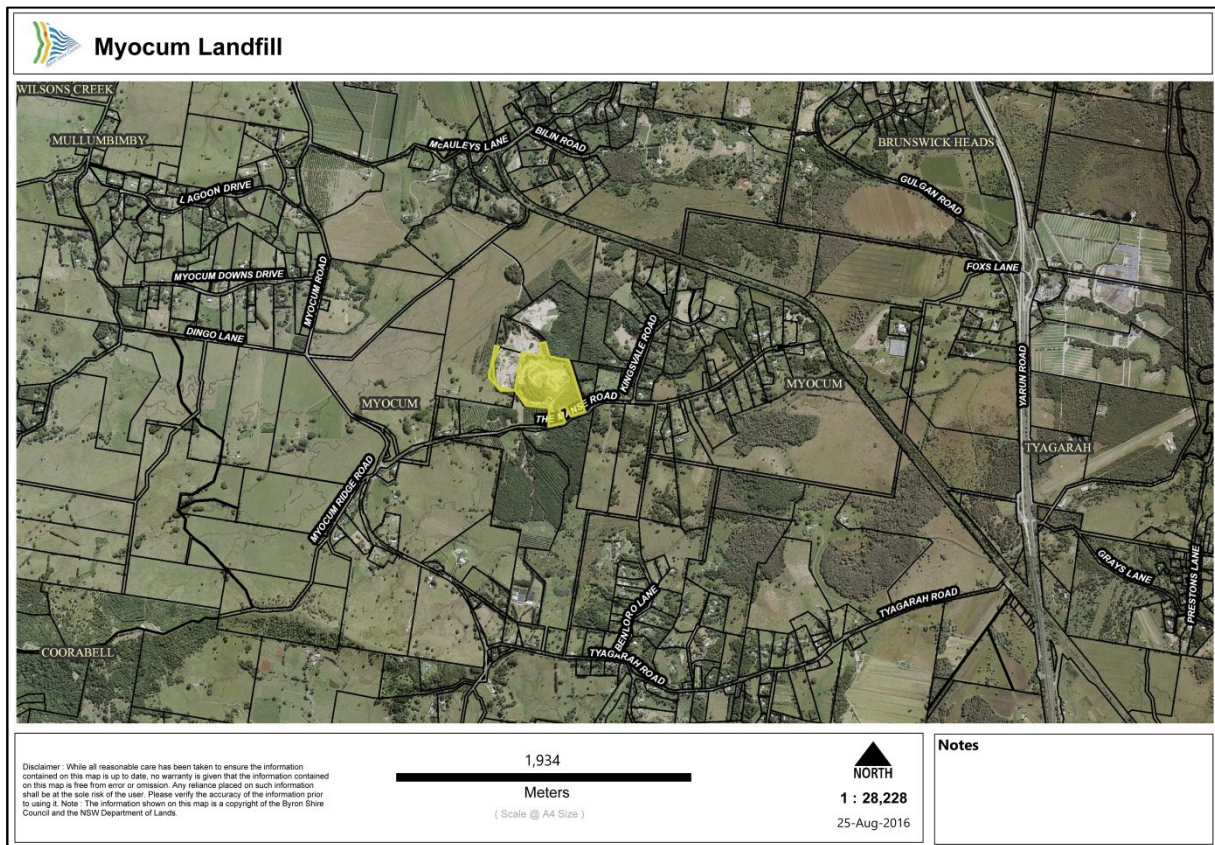 Byron Shire Council
Myocum Landfill
WILSONS CREEK
MULLUMBIMBY
McAULEYS LANE
BILIN ROAD
BRUNSWICK HEADS
LAGOON DRIVE
GULGAN ROAD
MYOCUM DOWNS DRIVE
MYOCUM ROAD
FOXS LANE
DINGO LANE
KINGSVALE ROAD
YARUN ROAD
MYOCUM
MYOCUM
THE MANSE ROAD
TYAGARAH
MYOCUM RIDGE ROAD
GRAYS LANE
PRESTONS LANE
BENLORO LANE
TYAGARAH ROAD
COORABELL
TYAGARAH ROAD
Disclaimer : While all reasonable care has been taken to ensure the information
contained on this map is up to date, no warranty is given that the information contained
on this map is free from error or omission. Any reliance placed on such information
shall be at the sole risk of the user. Please verify the accuracy of the information prior
to using it. Note : The information shown on this map is a copyright of the Byron Shire
Council and the NSW Department of Lands.
1,934
Meters
( Scale @ A4 Size )
NORTH
1 : 28,228
25-Aug-2016
Notes